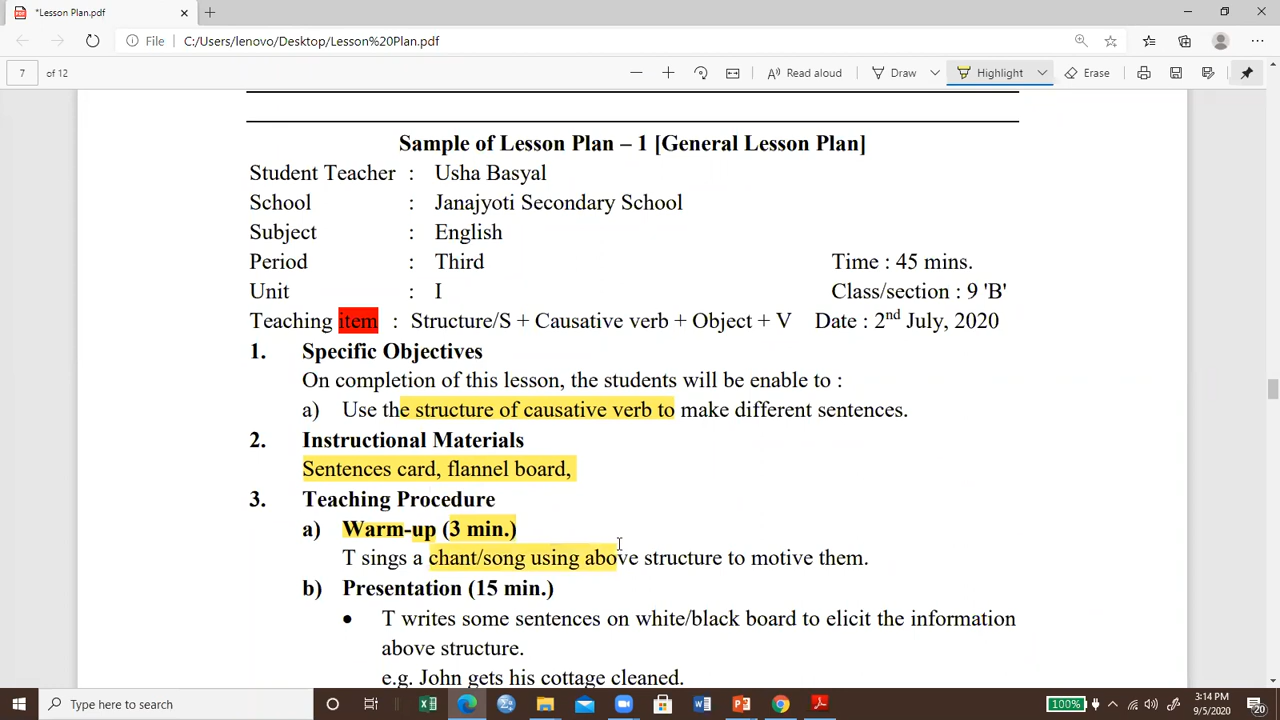 *Lesson Plan.pdf
File C:/Users/lenovo/Desktop/Lesson%20Plan.pdf
7 of 12 Read aloud Draw Highlight Erase
Sample of Lesson Plan – 1 [General Lesson Plan]
Student Teacher : Usha Basyal
School : Janajyoti Secondary School
Subject : English
Period : Third Time : 45 mins.
Unit : I Class/section : 9 'B'
Teaching item : Structure/S + Causative verb + Object + V Date : 2nd July, 2020
1. Specific Objectives
On completion of this lesson, the students will be enable to :
a) Use the structure of causative verb to make different sentences.
2. Instructional Materials
Sentences card, flannel board,
3. Teaching Procedure
a) Warm-up (3 min.)
T sings a chant/song using above structure to motive them.
b) Presentation (15 min.)
• T writes some sentences on white/black board to elicit the information
above structure.
e.g. John gets his cottage cleaned.
Type here to search 100% 3:14 PM
9/5/2020 20